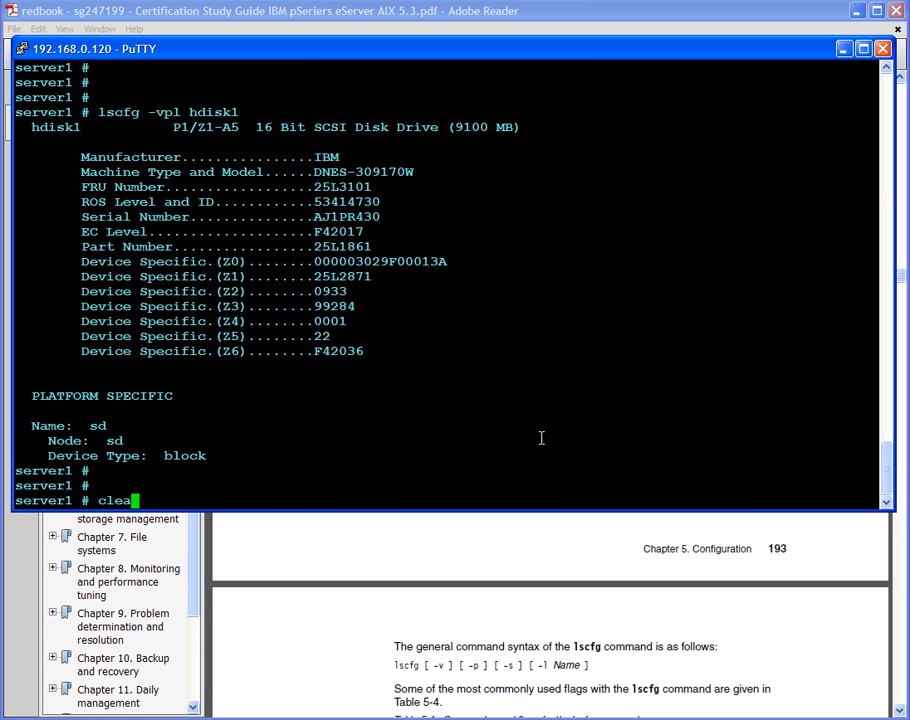 redbook - sg247199 - Certification Study Guide IBM pSeriers eServer AIX 5.3.pdf - Adobe Reader
File Edit View Window Help
192.168.0.120 - PuTTY
server1 #
server1 #
server1 #
server1 # lscfg -vpl hdisk1
hdisk1 P1/Z1-A5 16 Bit SCSI Disk Drive (9100 MB)
Manufacturer................IBM
Machine Type and Model......DNES-309170W
FRU Number..................25L3101
ROS Level and ID............53414730
Serial Number...............AJ1PR430
EC Level....................F42017
Part Number.................25L1861
Device Specific.(Z0)........000003029F00013A
Device Specific.(Z1)........25L2871
Device Specific.(Z2)........0933
Device Specific.(Z3)........99284
Device Specific.(Z4)........0001
Device Specific.(Z5)........22
Device Specific.(Z6)........F42036
PLATFORM SPECIFIC
Name: sd
Node: sd
Device Type: block
server1 #
server1 #
server1 # clea
storage management
Chapter 7. File
systems
Chapter 8. Monitoring
and performance
tuning
Chapter 9. Problem
determination and
resolution
Chapter 10. Backup
and recovery
Chapter 11. Daily
management
Chapter 5. Configuration 193
The general command syntax of the lscfg command is as follows:
lscfg [ -v ] [ -p ] [ -s ] [ -l Name ]
Some of the most commonly used flags with the lscfg command are given in
Table 5-4.